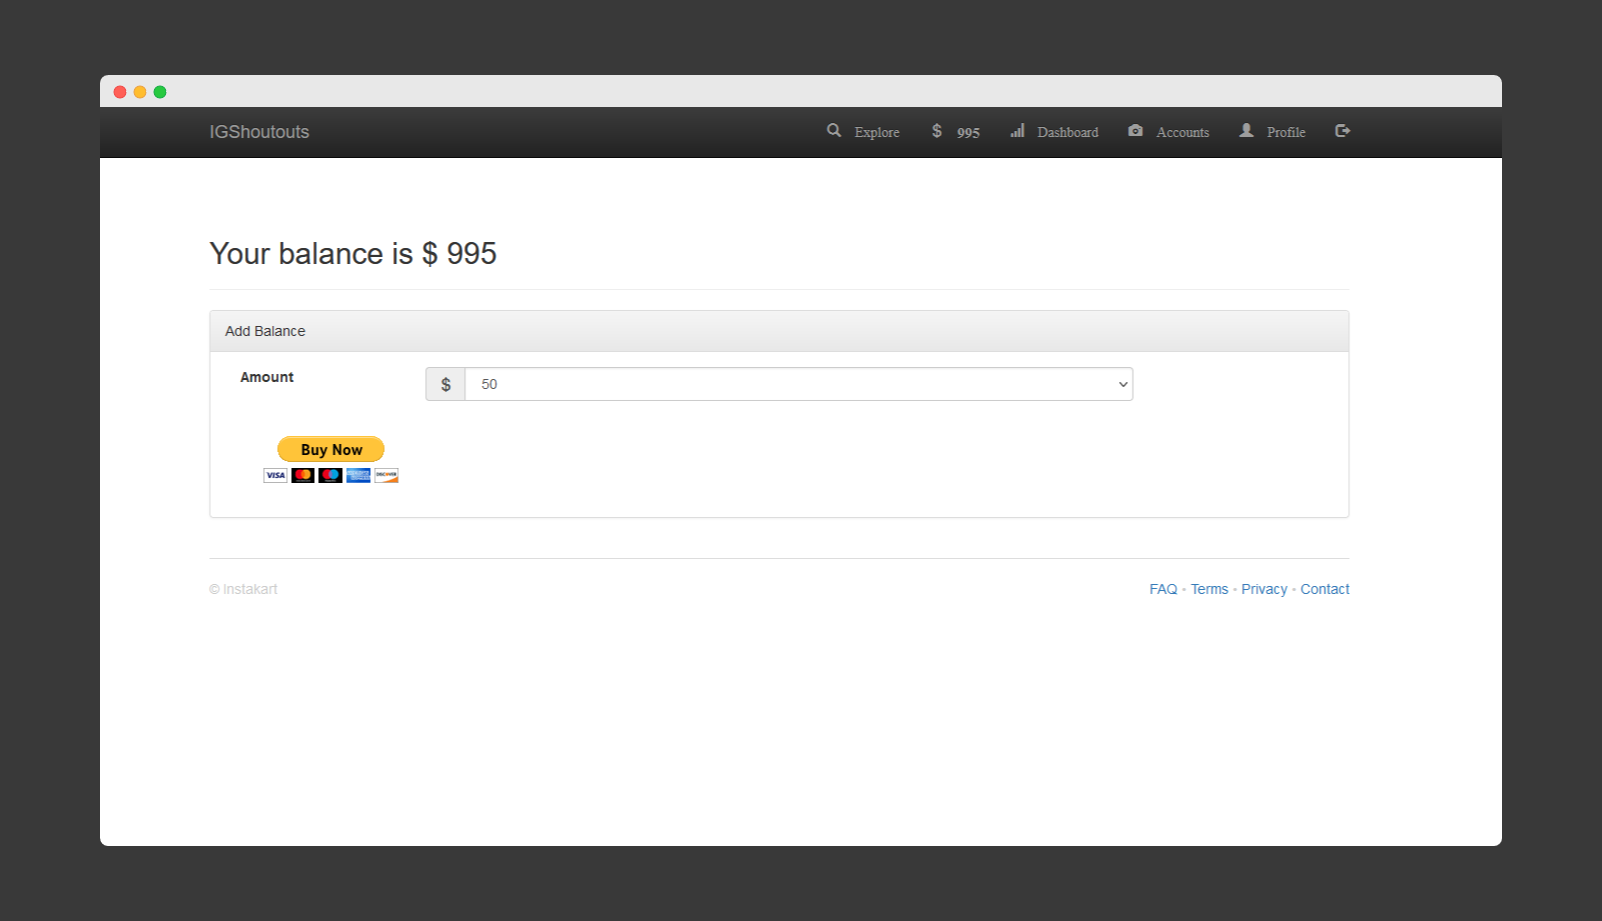 IGShoutouts Explore $ 995 Dashboard Accounts Profile
Your balance is $ 995
Add Balance
Amount $ 50
Buy Now
VISA DISCOVER
© Instakart FAQ - Terms - Privacy - Contact